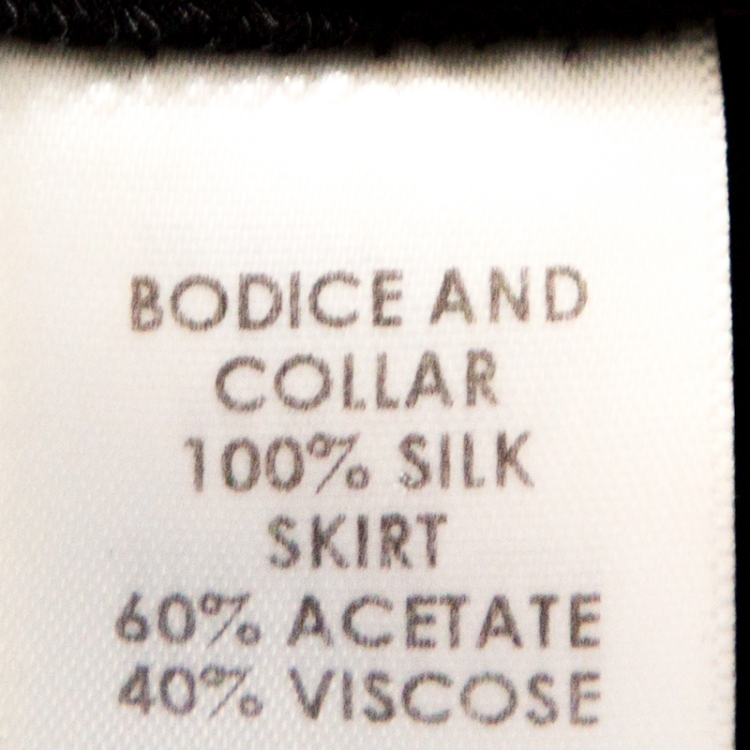 BODICE AND
COLLAR
100% SILK
SKIRT
60% ACETATE
40% VISCOSE